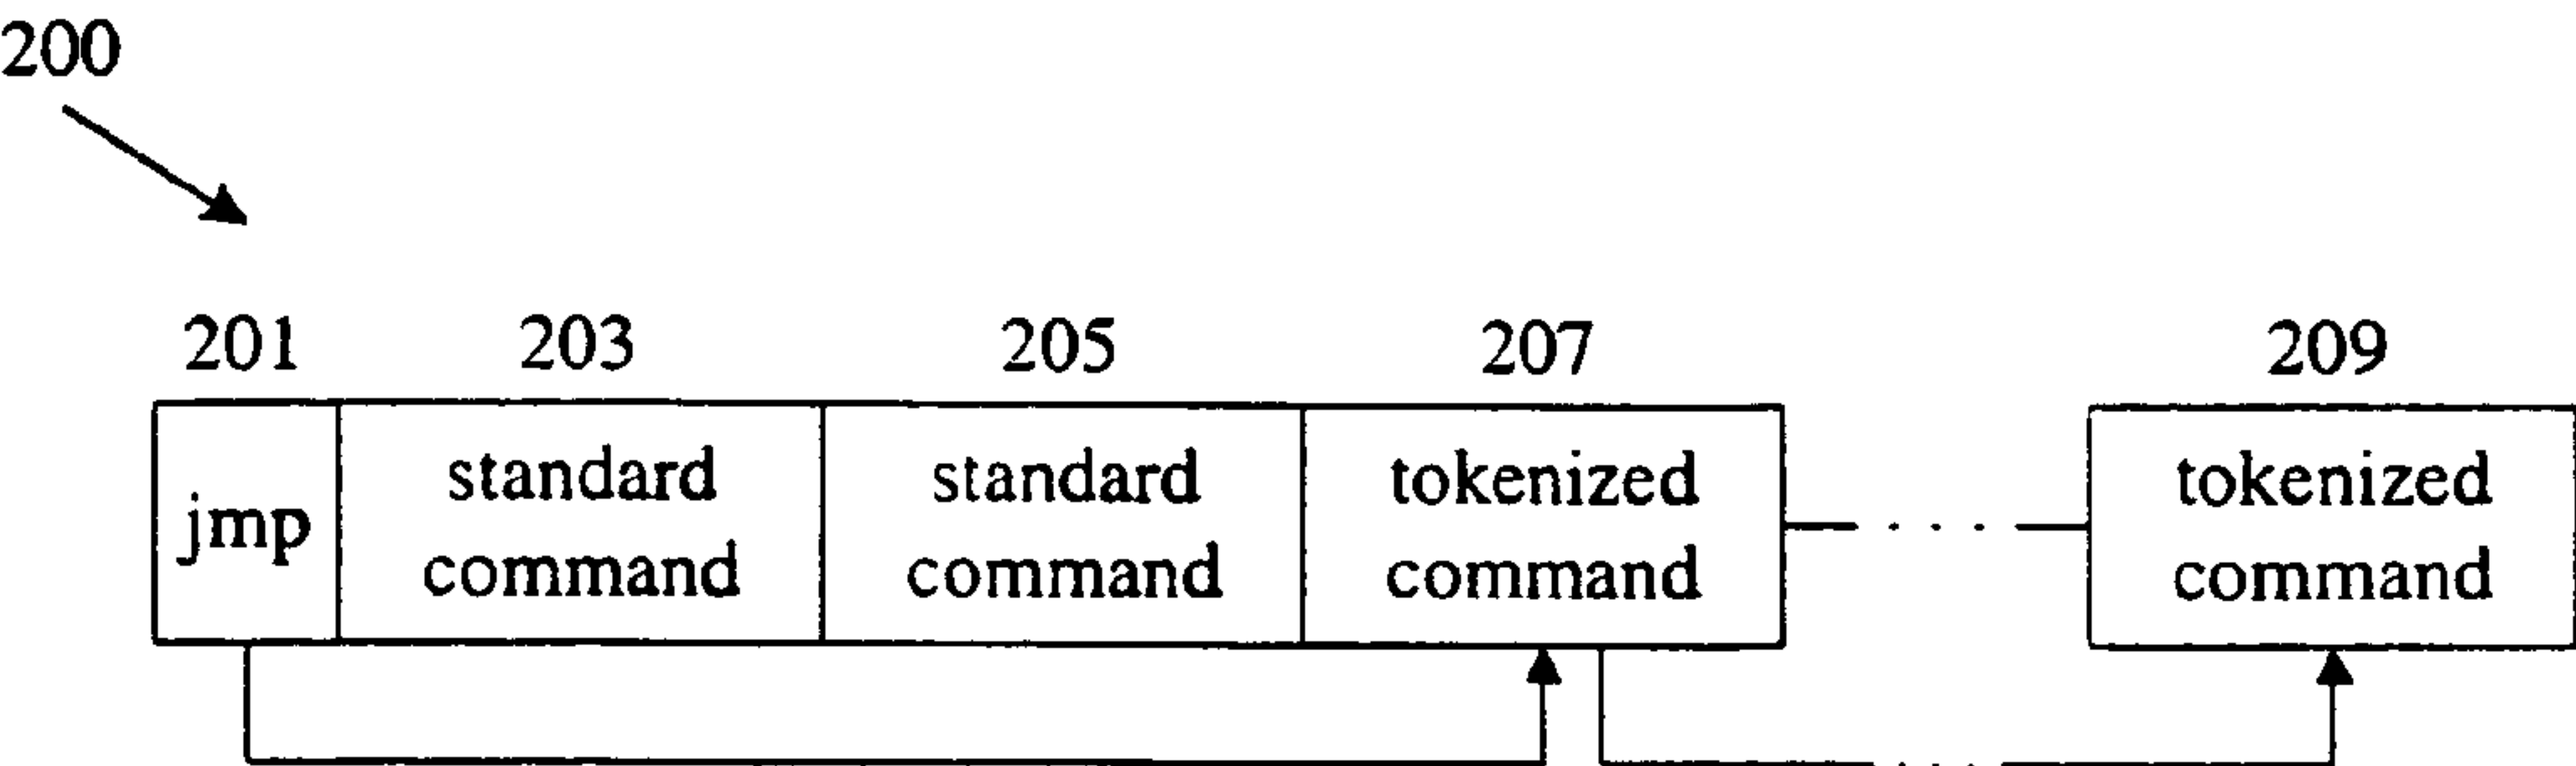 200
201 203 205 207 209
jmp standard command standard command tokenized command . . . tokenized command